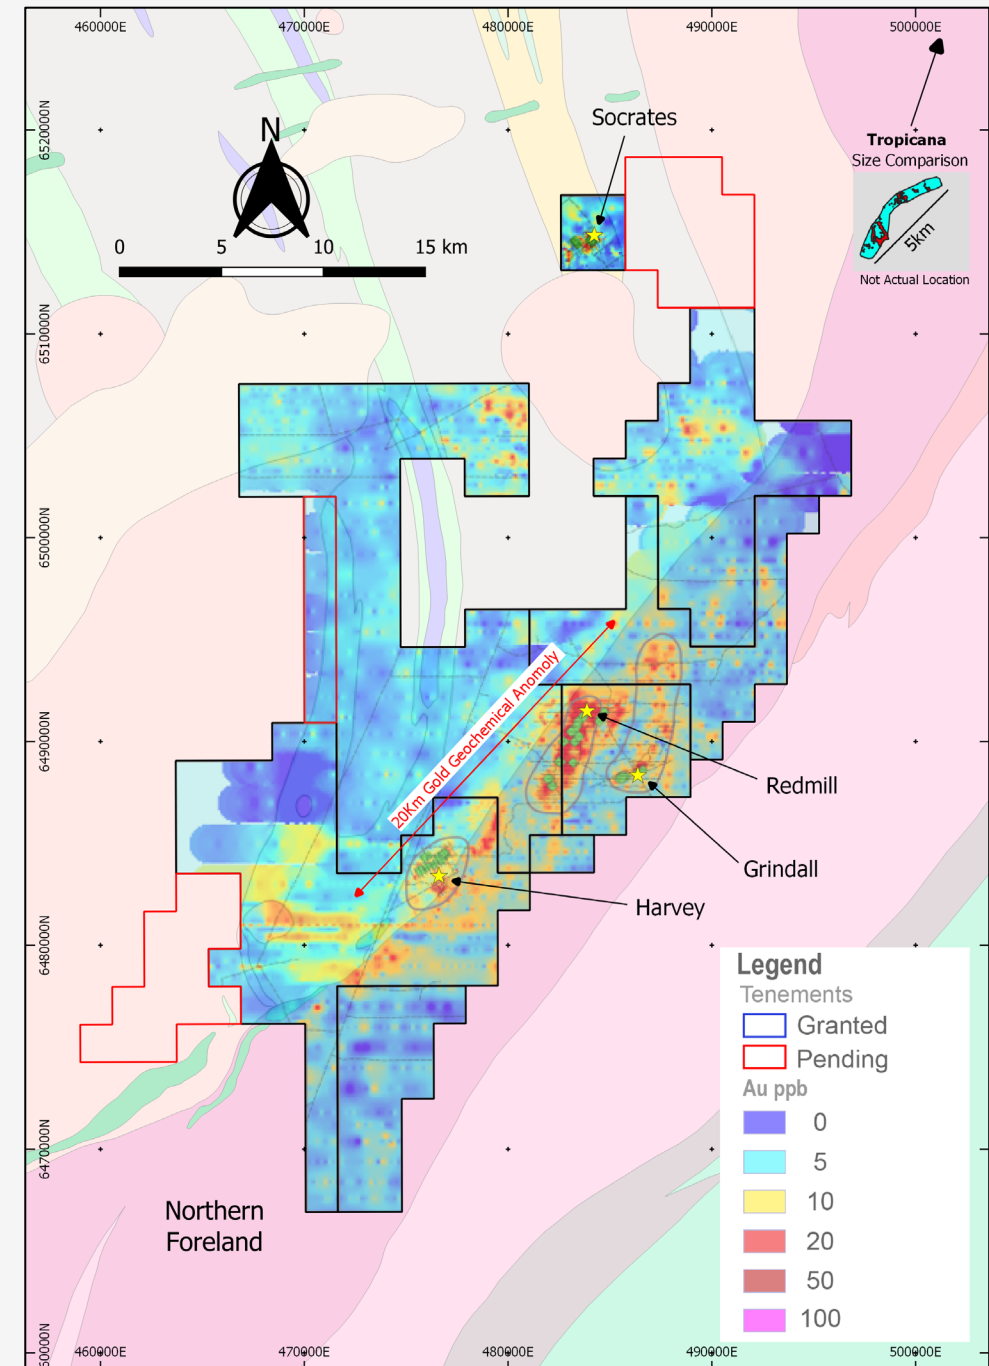 460000E
470000E
480000E
490000E
500000E
6520000N
6510000N
6500000N
6490000N
6480000N
6470000N
N
0 5 10 15 km
Socrates
Tropicana
Size Comparison
5km
Not Actual Location
20Km Gold Geochemical Anomoly
Redmill
Grindall
Harvey
Northern
Foreland
Legend
Tenements
Granted
Pending
Au ppb
0
5
10
20
50
100
460000E
470000E
480000E
490000E
500000E